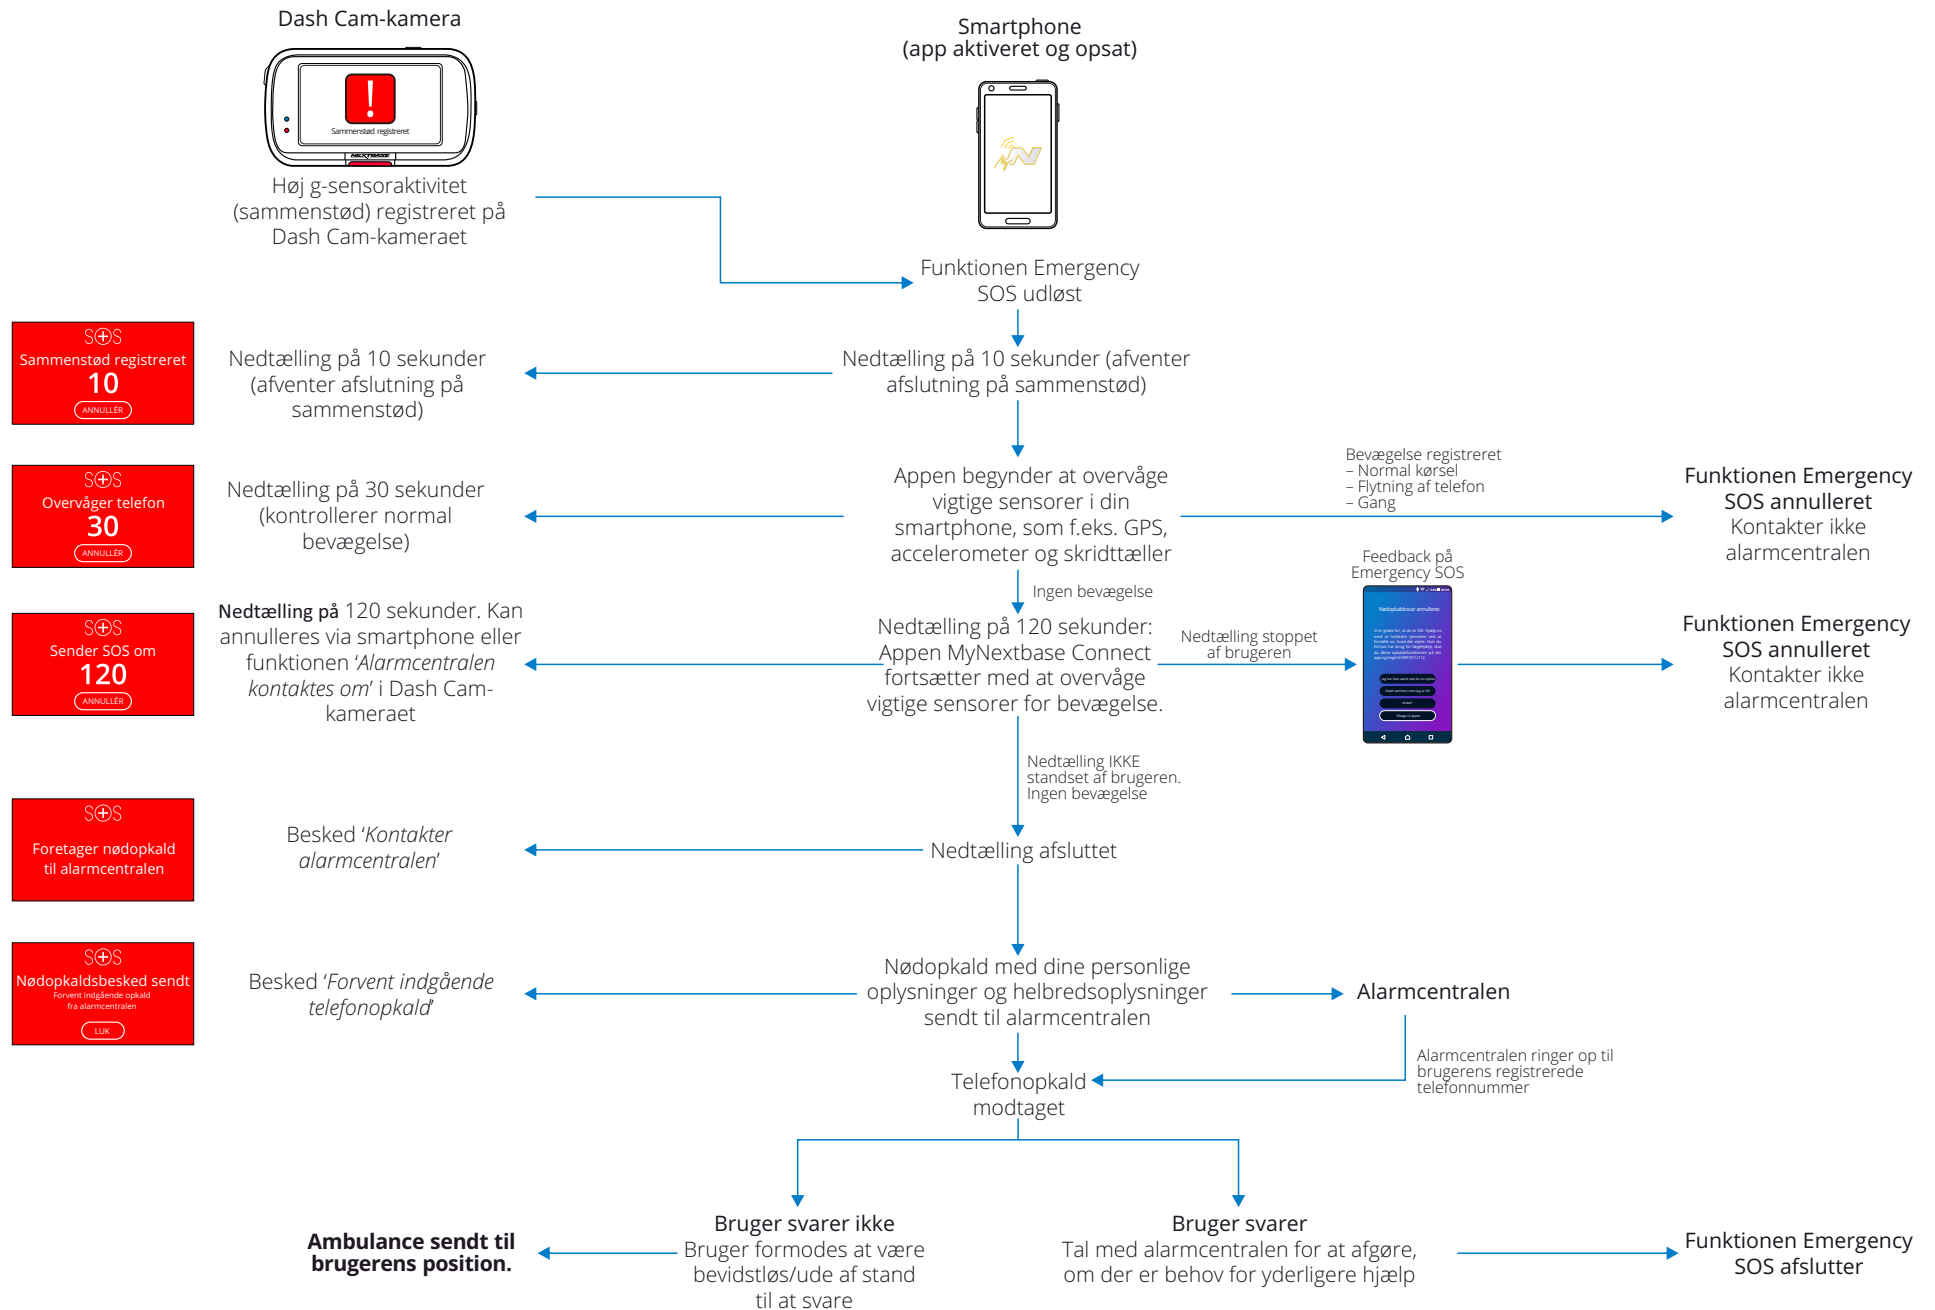 Dash Cam-kamera
Smartphone
(app aktiveret og opsat)
!
Sammenstød registreret
NEXTBASE
Høj g-sensoraktivitet
(sammenstød) registreret på
Dash Cam-kameraet
Funktionen Emergency
SOS udløst
SOS
Sammenstød registreret
10
ANNULLÉR
Nedtælling på 10 sekunder
(afventer afslutning på
sammenstød)
Nedtælling på 10 sekunder (afventer
afslutning på sammenstød)
SOS
Overvåger telefon
30
ANNULLÉR
Nedtælling på 30 sekunder
(kontrollerer normal
bevægelse)
Appen begynder at overvåge
vigtige sensorer i din
smartphone, som f.eks. GPS,
accelerometer og skridttæller
Bevægelse registreret
– Normal kørsel
– Flytning af telefon
– Gang
Funktionen Emergency
SOS annulleret
Kontakter ikke
alarmcentralen
Ingen bevægelse
Feedback på
Emergency SOS
SOS
Sender SOS om
120
ANNULLÉR
Nedtælling på 120 sekunder. Kan
annulleres via smartphone eller
funktionen ‘Alarmcentralen
kontaktes om’ i Dash Cam-
kameraet
Nedtælling på 120 sekunder:
Appen MyNextbase Connect
fortsætter med at overvåge
vigtige sensorer for bevægelse.
Nedtælling stoppet
af brugeren
Nødopkaldssvar annulleret
Tilbage til appen
Funktionen Emergency
SOS annulleret
Kontakter ikke
alarmcentralen
Nedtælling IKKE
standset af brugeren.
Ingen bevægelse
SOS
Foretager nødopkald
til alarmcentralen
Besked ‘Kontakter
alarmcentralen’
Nedtælling afsluttet
SOS
Nødopkaldsbesked sendt
Forvent indgående opkald
fra alarmcentralen
LUK
Besked ‘Forvent indgående
telefonopkald’
Nødopkald med dine personlige
oplysninger og helbredsoplysninger
sendt til alarmcentralen
Alarmcentralen
Alarmcentralen ringer op til
brugerens registrerede
telefonnummer
Telefonopkald
modtaget
Bruger svarer ikke
Bruger formodes at være
bevidstløs/ude af stand
til at svare
Ambulance sendt til
brugerens position.
Bruger svarer
Tal med alarmcentralen for at afgøre,
om der er behov for yderligere hjælp
Funktionen Emergency
SOS afslutter